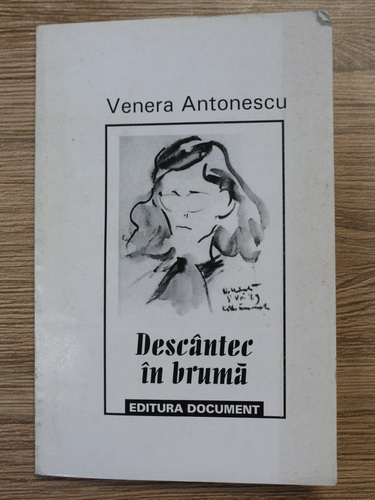 Venera Antonescu
Descântec
în brumă
EDITURA DOCUMENT